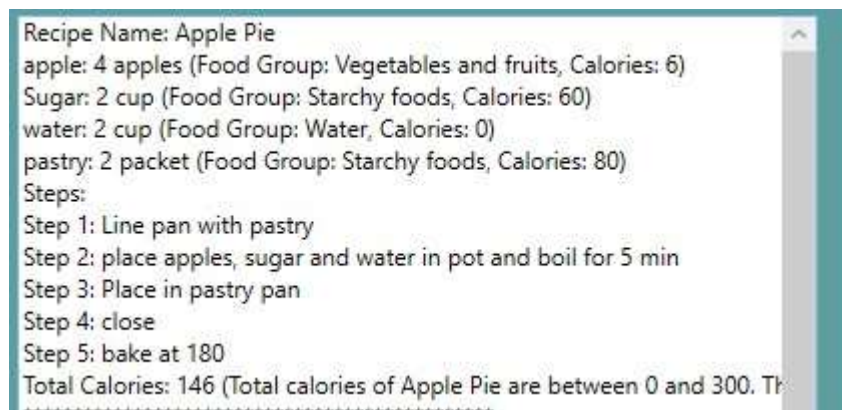 Recipe Name: Apple Pie
apple: 4 apples (Food Group: Vegetables and fruits, Calories: 6)
Sugar: 2 cup (Food Group: Starchy foods, Calories: 60)
water: 2 cup (Food Group: Water, Calories: 0)
pastry: 2 packet (Food Group: Starchy foods, Calories: 80)
Steps:
Step 1: Line pan with pastry
Step 2: place apples, sugar and water in pot and boil for 5 min
Step 3: Place in pastry pan
Step 4: close
Step 5: bake at 180
Total Calories: 146 (Total calories of Apple Pie are between 0 and 300.